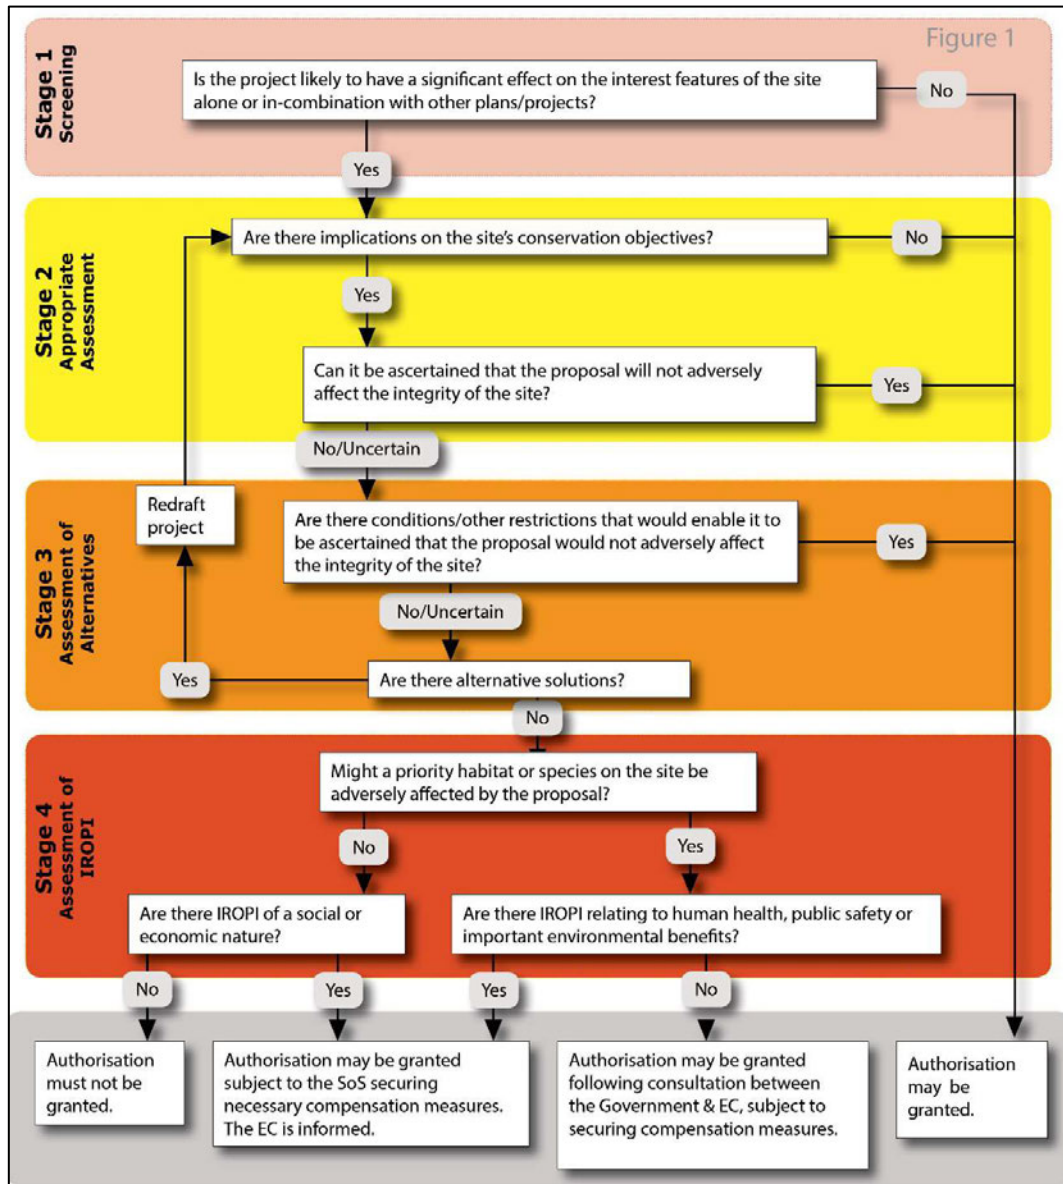 Figure 1
Stage 1
Screening
Is the project likely to have a significant effect on the interest features of the site
alone or in-combination with other plans/projects?
No
Yes
Stage 2
Appropriate
Assessment
Are there implications on the site's conservation objectives?
No
Yes
Can it be ascertained that the proposal will not adversely
affect the integrity of the site?
Yes
No/Uncertain
Stage 3
Assessment of
Alternatives
Redraft
project
Are there conditions/other restrictions that would enable it to
be ascertained that the proposal would not adversely affect
the integrity of the site?
Yes
No/Uncertain
Yes
Are there alternative solutions?
No
Stage 4
Assessment of
IROPI
Might a priority habitat or species on the site be
adversely affected by the proposal?
No
Yes
Are there IROPI of a social or
economic nature?
Are there IROPI relating to human health, public safety or
important environmental benefits?
No
Yes
Yes
No
Authorisation
must not be
granted.
Authorisation may be granted
subject to the SoS securing
necessary compensation measures.
The EC is informed.
Authorisation may be granted
following consultation between
the Government & EC, subject to
securing compensation measures.
Authorisation
may be
granted.